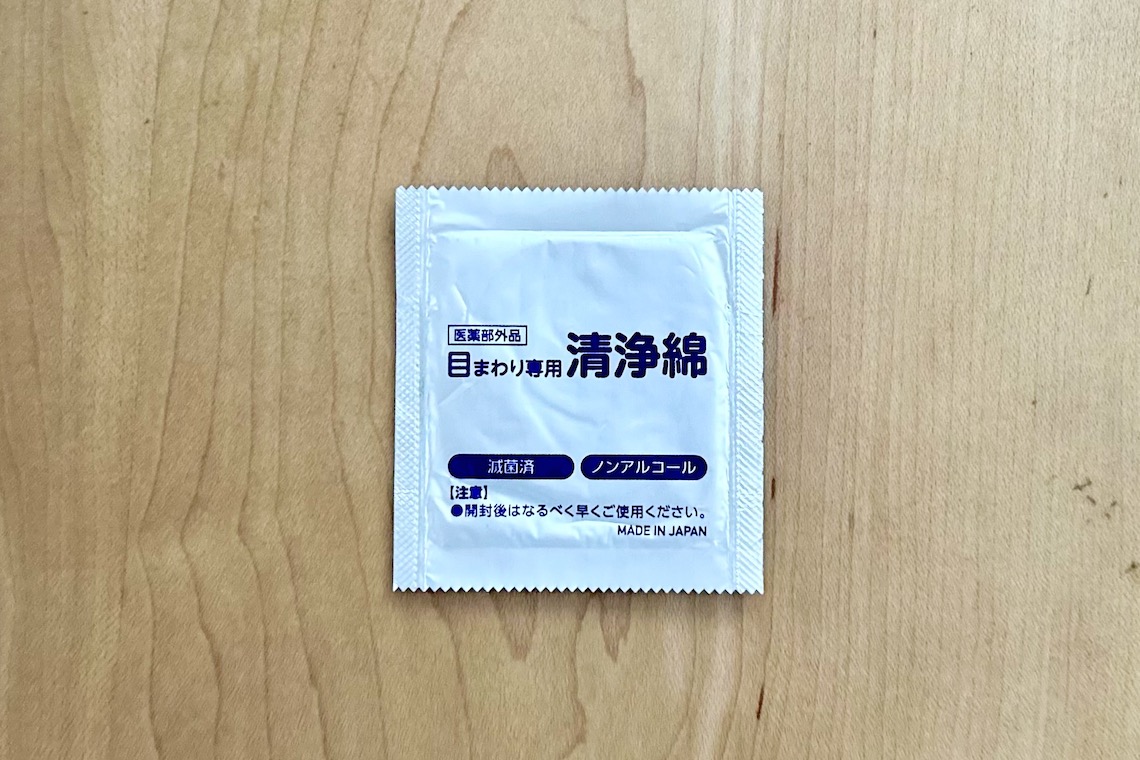 医薬部外品
目まわり専用 清浄綿
滅菌済 ノンアルコール
【注意】
●開封後はなるべく早くご使用ください。
MADE IN JAPAN